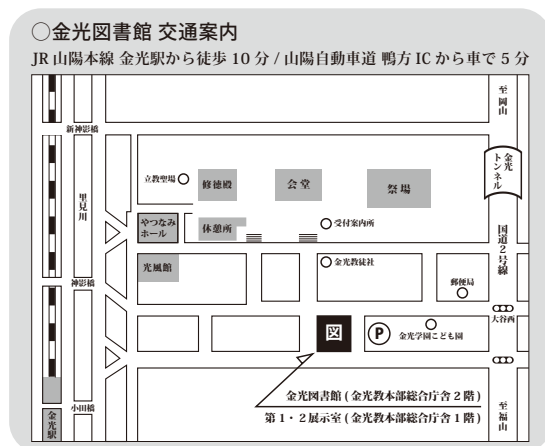 ○金光図書館 交通案内
JR 山陽本線 金光駅から徒歩 10 分 / 山陽自動車道 鴨方 IC から車で 5 分
至岡山
新神影橋
金光トンネル
立教聖場
修徳殿
会堂
祭場
里見川
やつなみ
ホール
休憩所
受付案内所
国道2号線
光風館
金光教徒社
郵便局
神影橋
大谷西
図
P
金光学園こども園
金光図書館 ( 金光教本部総合庁舎 2 階 )
小田橋
第 1・2 展示室 ( 金光教本部総合庁舎 1 階 )
至福山
金光駅